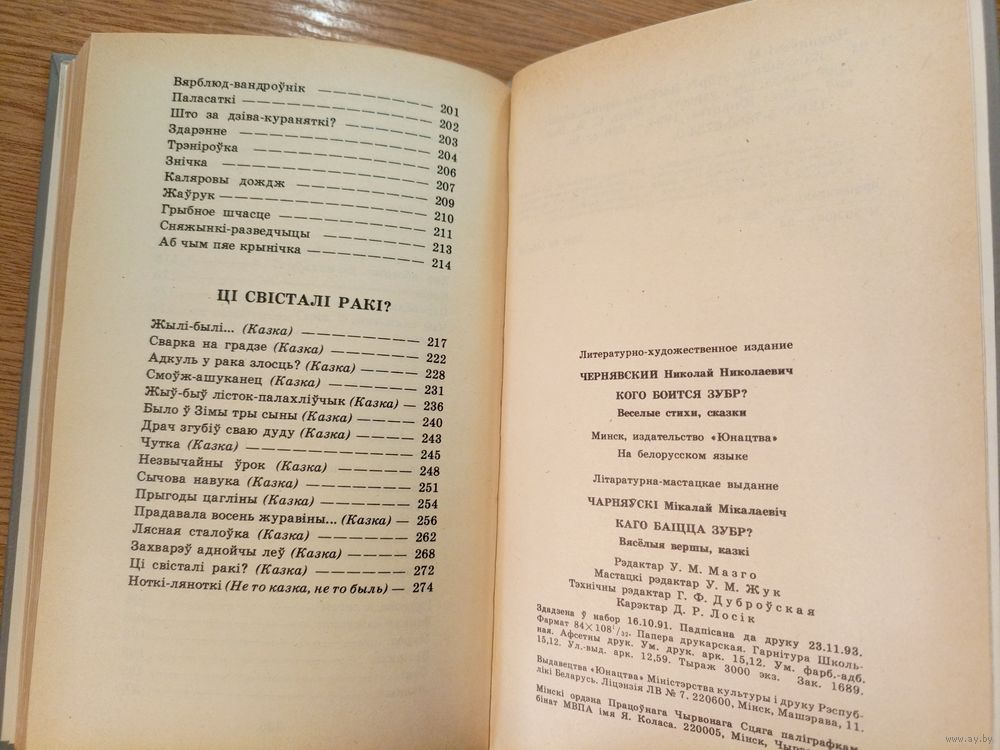 Вярблюд-вандроўнік — — — — — — — 201
Паласаткі — — — — — — — — — — — 202
Што за дзіва-кураняткі? — — — — — — 203
Здарэнне — — — — — — — — — — — 204
Трэніроўка — — — — — — — — — — — 206
Знічка — — — — — — — — — — — — 207
Каляровы дождж — — — — — — — — 209
Жаўрук — — — — — — — — — — — — 210
Грыбное шчасце — — — — — — — — — 211
Сняжынкі-разведчыцы — — — — — — — 213
Аб чым пяе крынічка — — — — — — — 214
ЦІ СВІСТАЛІ РАКІ?
Жылі-былі... (Казка) — — — — — — — 217
Сварка на градзе (Казка) — — — — — — 222
Адкуль у рака злосць? (Казка) — — — — 228
Смоўж-ашуканец (Казка) — — — — — — 231
Жыў-быў лісток-палахліўчык (Казка) — 236
Было ў Зімы тры сыны (Казка) — — — — 240
Драч згубіў сваю дуду (Казка) — — — — 243
Чутка (Казка) — — — — — — — — — 245
Незвычайны ўрок (Казка) — — — — — 248
Сычова навука (Казка) — — — — — — 251
Прыгоды цагліны (Казка) — — — — — 254
Прадавала восень журавіны... (Казка) — 256
Лясная сталоўка (Казка) — — — — — — 262
Захварэў аднойчы леў (Казка) — — — — 268
Ці свісталі ракі? (Казка) — — — — — 272
Ноткі-ляноткі (Не то казка, не то быль) — 274
Литературно-художественное издание
ЧЕРНЯВСКИЙ Николай Николаевич
КОГО БОИТСЯ ЗУБР?
Веселые стихи, сказки
Минск, издательство «Юнацтва»
На белорусском языке
Літаратурна-мастацкае выданне
ЧАРНЯЎСКІ Мікалай Мікалаевіч
КАГО БАІЦЦА ЗУБР?
Вясёлыя вершы, казкі
Рэдактар У. М. Мазго
Мастацкі рэдактар У. М. Жук
Тэхнічны рэдактар Г. Ф. Дуброўская
Карэктар Д. Р. Лосік
Здадзена ў набор 16.10.91. Падпісана да друку 23.11.93.
Фармат 84×108¹/₃₂. Папера друкарская. Гарнітура Школь-
ная. Афсетны друк. Ум. друк. арк. 15,12. Ум. фарб.-адб.
15,12. Ул.-выд. арк. 12,59. Тыраж 3000 экз. Зак. 1689.
Выдавецтва «Юнацтва» Міністэрства культуры і друку Рэспуб-
лікі Беларусь. Ліцэнзія ЛВ № 7. 220600, Мінск, Машэрава, 11.
Мінскі ордэна Працоўнага Чырвонага Сцяга паліграфкам-
бінат МВПА імя Я. Коласа. 220005, Мінск,
www.ay.by